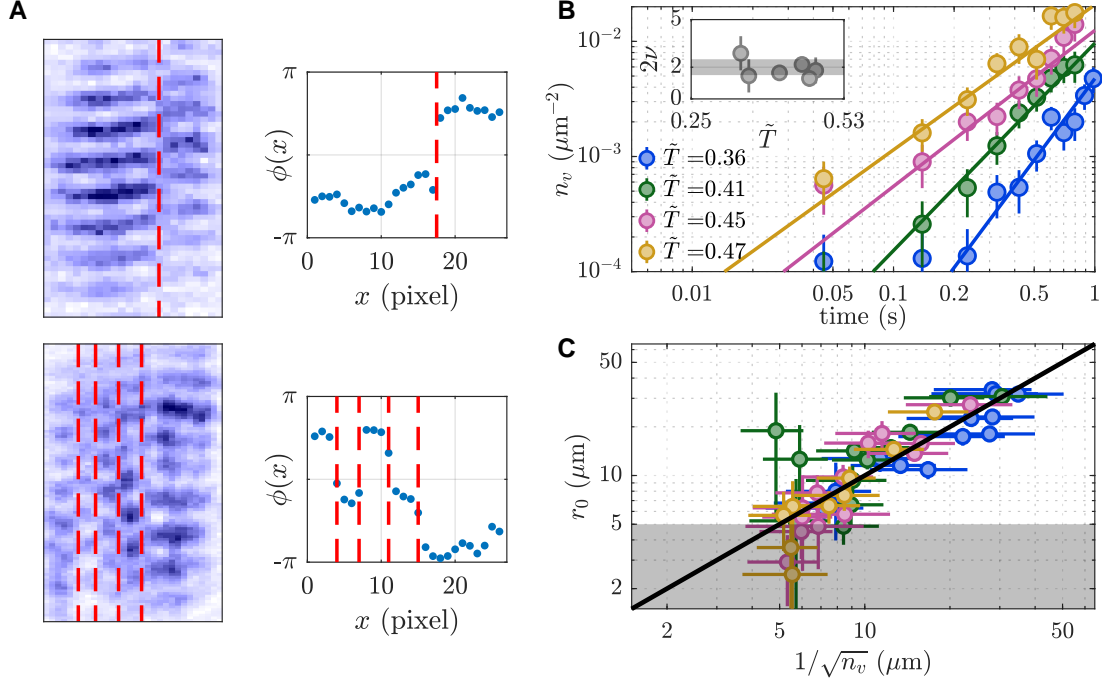 A
π
ϕ(x)
-π
0
10
20
x (pixel)
π
ϕ(x)
-π
0
10
20
x (pixel)
B
10⁻²
10⁻³
10⁻⁴
n_v (μm⁻²)
5
2
0
2ν
0.25
0.53
T̃
T̃ =0.36
T̃ =0.41
T̃ =0.45
T̃ =0.47
0.01
0.05
0.1
0.2
0.5
1
time (s)
C
50
10
5
2
r₀ (μm)
2
5
10
50
1/√n_v (μm)